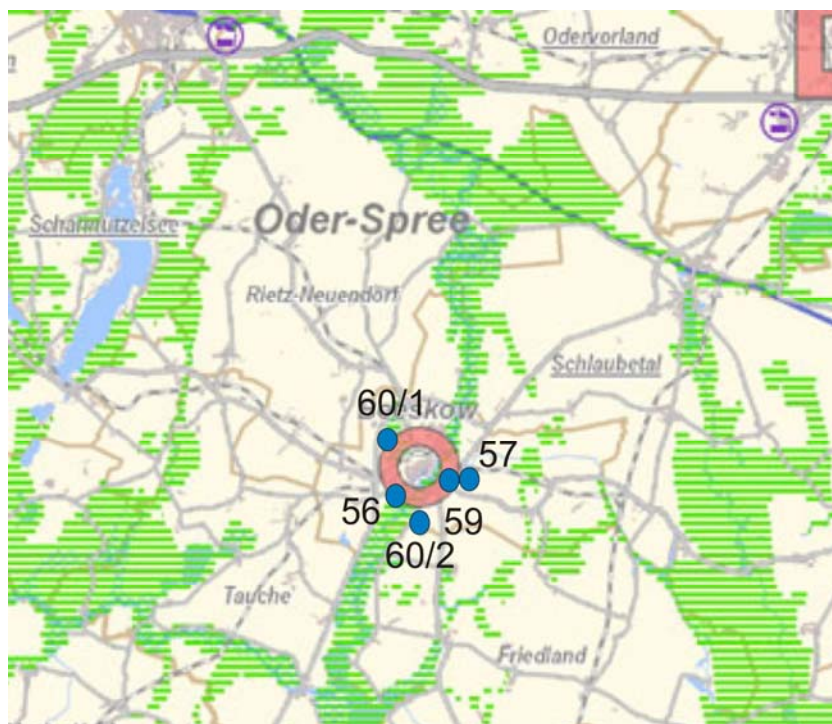 Odervorland
Scharmützelsee
Oder-Spree
Rietz-Neuendorf
Schlaubetal
60/1
57
56
59
60/2
Tauche
Friedland